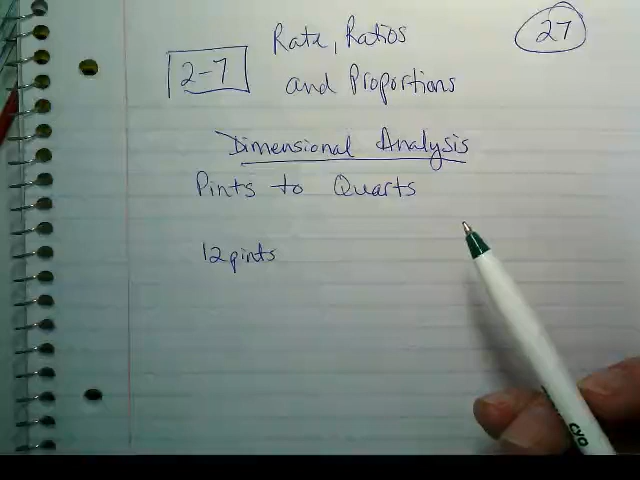 Rate, Ratios
27
2-7
and Proportions
Dimensional Analysis
Pints to Quarts
12 pints